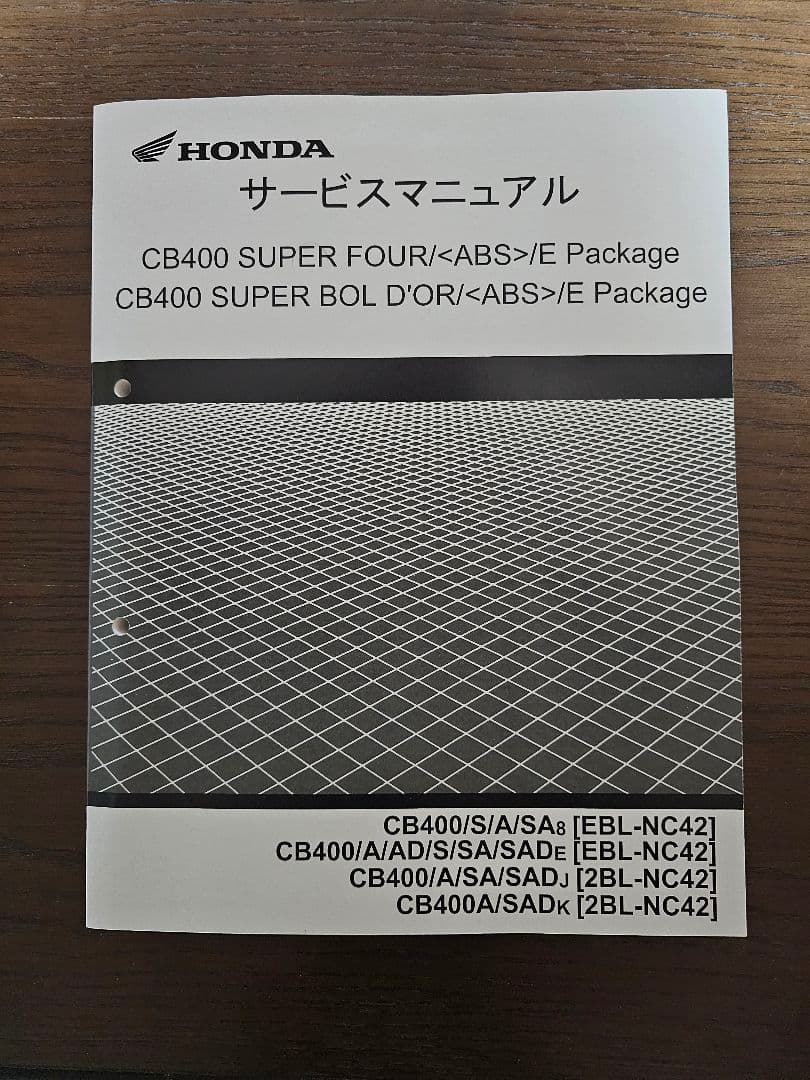 HONDA
サービスマニュアル
CB400 SUPER FOUR/<ABS>/E Package
CB400 SUPER BOL D'OR/<ABS>/E Package
CB400/S/A/SA8 [EBL-NC42]
CB400/A/AD/S/SA/SADE [EBL-NC42]
CB400/A/SA/SADJ [2BL-NC42]
CB400A/SADK [2BL-NC42]